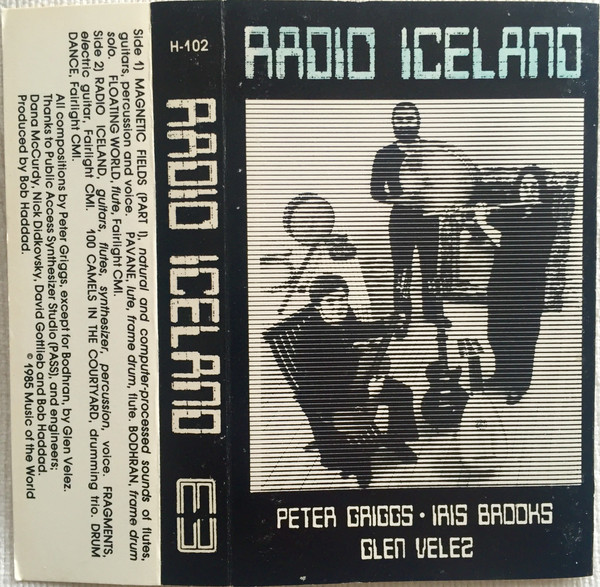 RADIO ICELAND
PETER GRIGGS • IRIS BROOKS
GLEN VELEZ
H-102
RADIO ICELAND
Side 1) MAGNETIC FIELDS (PART I), natural and computer-processed sounds of flutes,
guitars, percussion and voice. PAVANE, lute, frame drum, flute. BODHRAN, frame drum
solo. FLOATING WORLD, flute, Fairlight CMI.
Side 2) RADIO ICELAND, guitars, flutes, synthesizer, percussion, voice. FRAGMENTS,
electric guitar, Fairlight CMI. 100 CAMELS IN THE COURTYARD, drumming trio. DRUM
DANCE, Fairlight CMI.
All compositions by Peter Griggs, except for Bodhran, by Glen Velez.
Thanks to Public Access Synthesizer Studio (PASS), and engineers,
Dana McCurdy, Nick Didkovsky, David Gottlieb and Bob Haddad.
Produced by Bob Haddad. © 1985 Music of the World